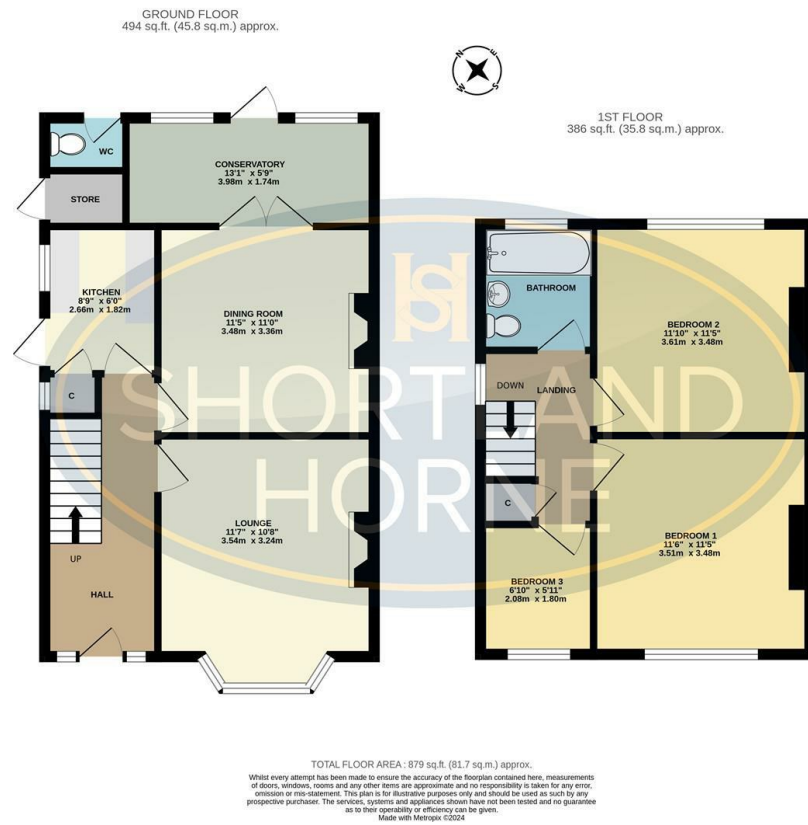 GROUND FLOOR
494 sq.ft. (45.8 sq.m.) approx.
N
E
S
W
1ST FLOOR
386 sq.ft. (35.8 sq.m.) approx.
WC
STORE
CONSERVATORY
13'1" x 5'9"
3.98m x 1.74m
KITCHEN
8'9" x 6'0"
2.66m x 1.82m
DINING ROOM
11'5" x 11'0"
3.48m x 3.36m
C
LOUNGE
11'7" x 10'8"
3.54m x 3.24m
UP
HALL
BATHROOM
BEDROOM 2
11'10" x 11'5"
3.61m x 3.48m
DOWN
LANDING
C
BEDROOM 1
11'6" x 11'5"
3.51m x 3.48m
BEDROOM 3
6'10" x 5'11"
2.08m x 1.80m
SHORTLAND
HORNE
TOTAL FLOOR AREA : 879 sq.ft. (81.7 sq.m.) approx.
Whilst every attempt has been made to ensure the accuracy of the floorplan contained here, measurements
of doors, windows, rooms and any other items are approximate and no responsibility is taken for any error,
omission or mis-statement. This plan is for illustrative purposes only and should be used as such by any
prospective purchaser. The services, systems and appliances shown have not been tested and no guarantee
as to their operability or efficiency can be given.
Made with Metropix ©2024